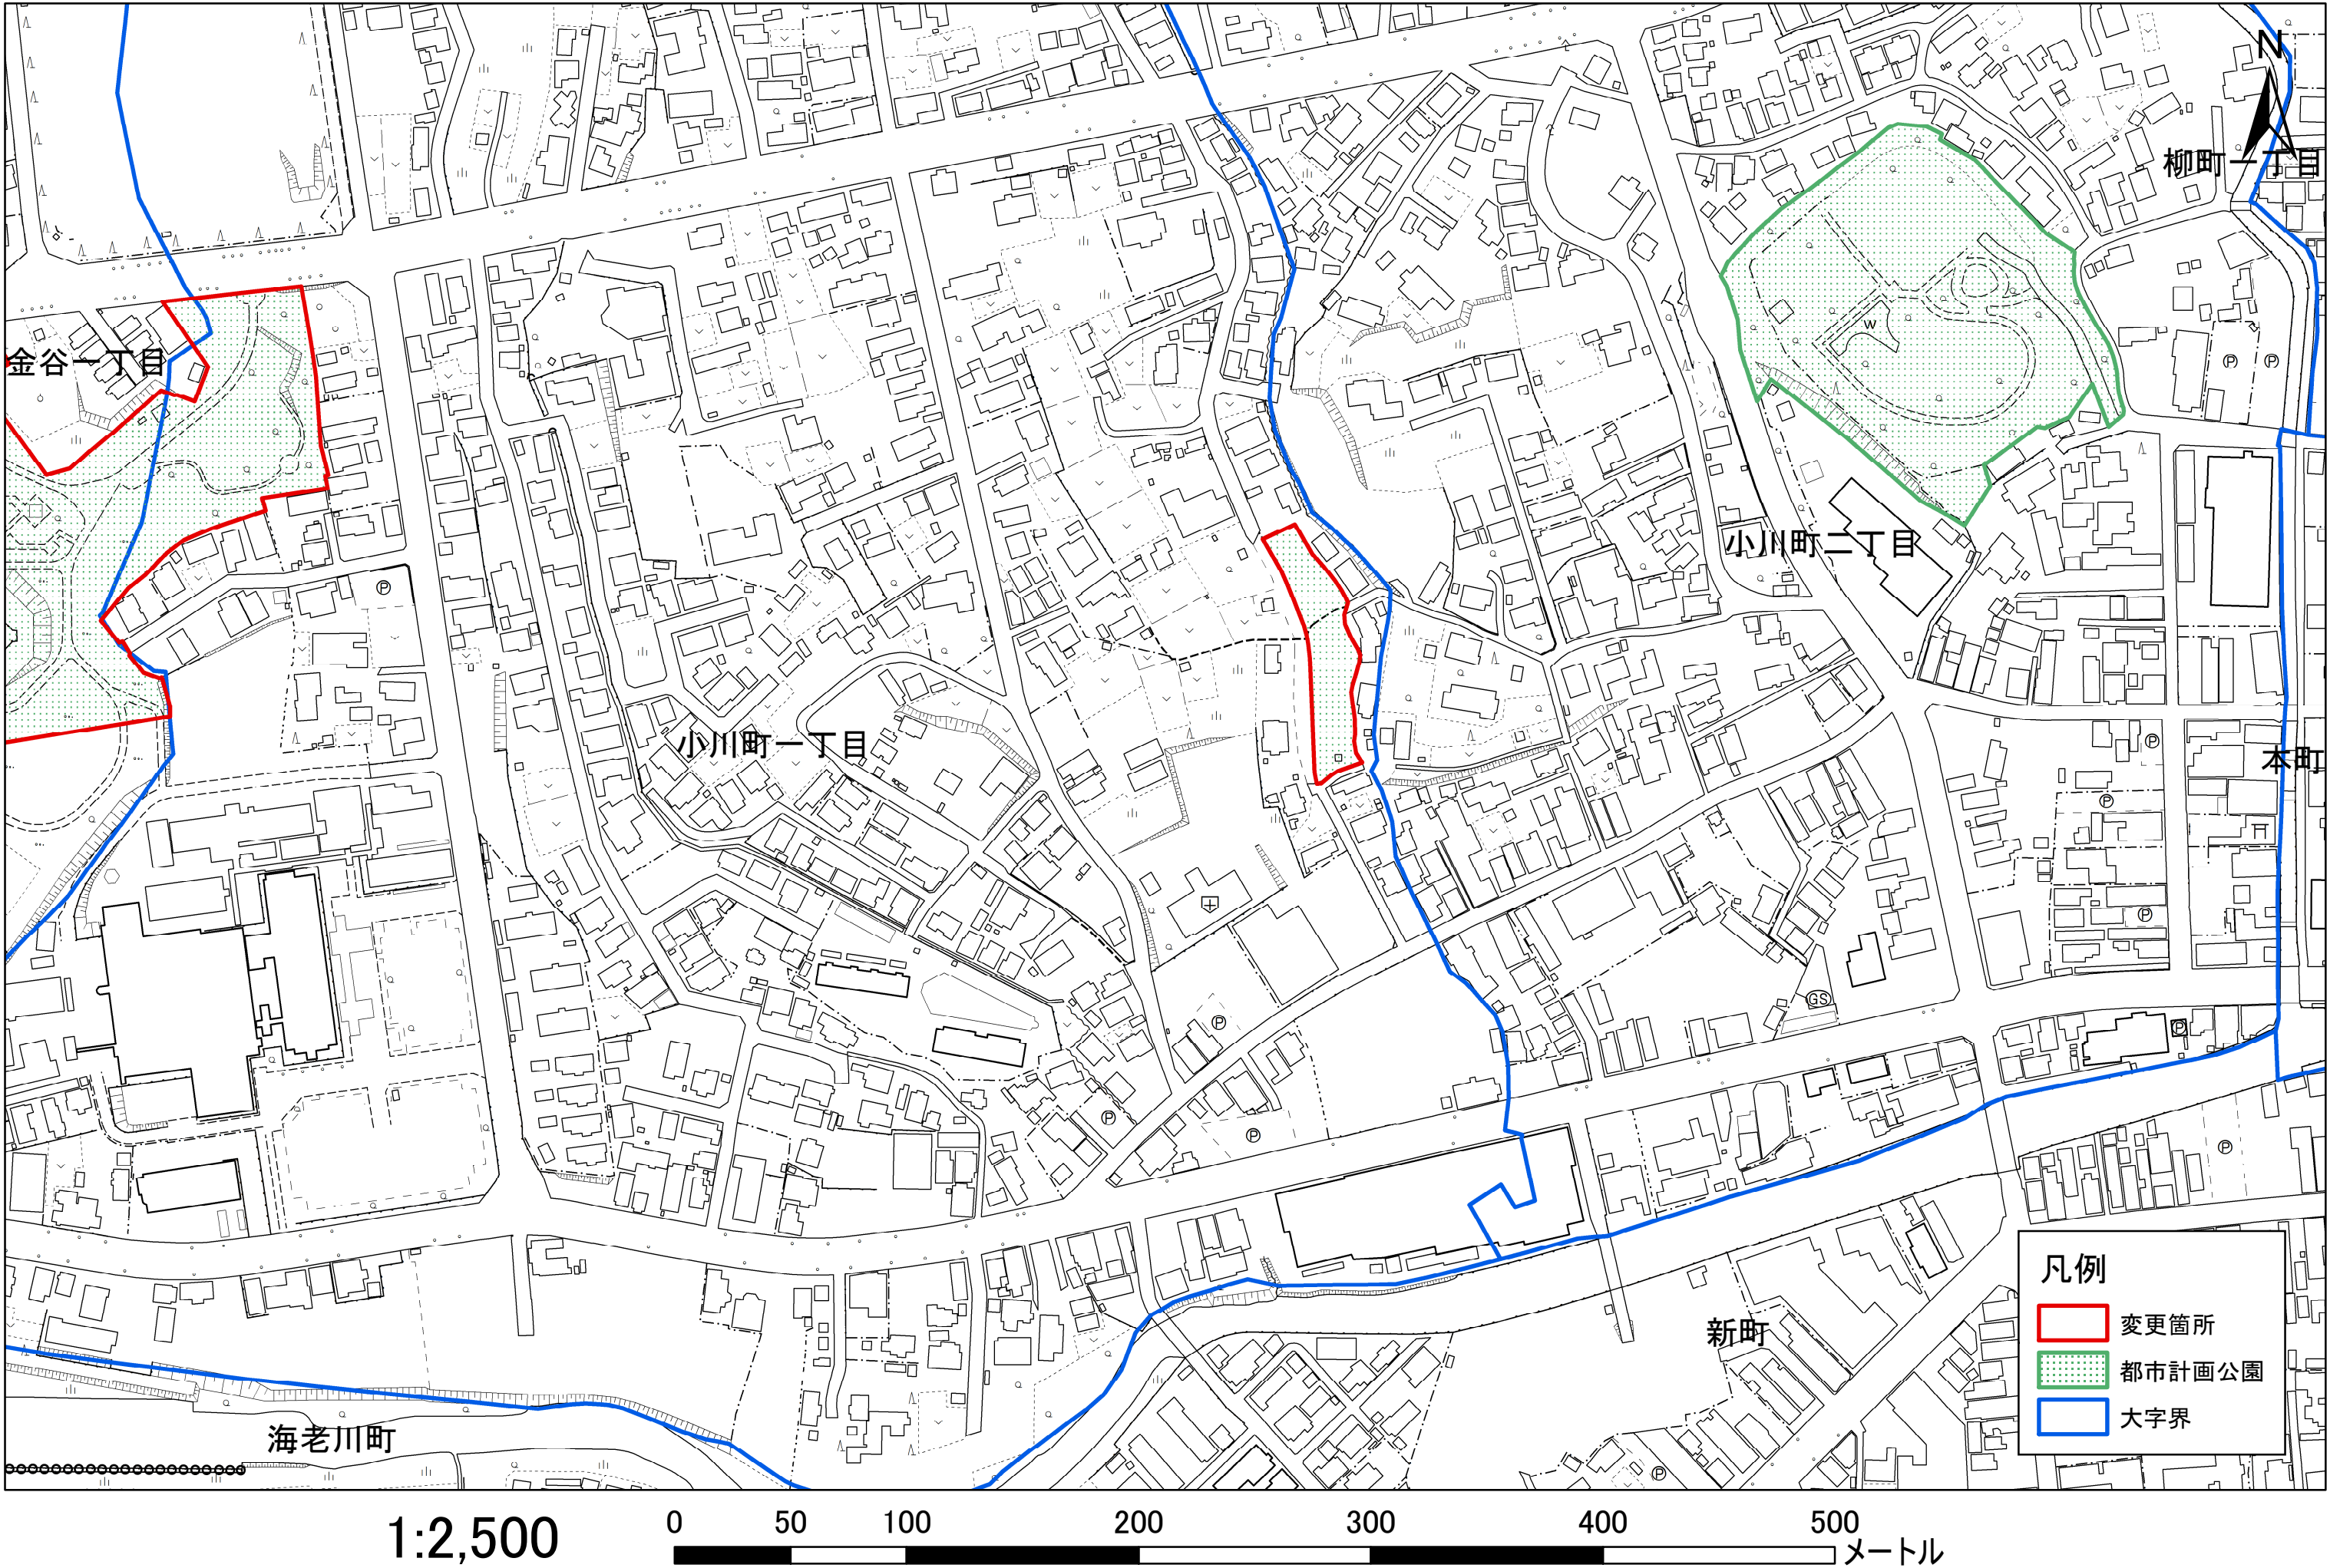 N
柳町一丁目
金谷一丁目
W
Ⓟ
Ⓟ
小川町二丁目
Ⓟ
小川町一丁目
Ⓟ
本町
Ⓟ
Ⓟ
GS
Ⓟ
Ⓟ
Ⓟ
Ⓟ
Ⓟ
凡例
変更箇所
都市計画公園
大字界
新町
海老川町
Ⓟ
1:2,500
0 50 100 200 300 400 500
メートル